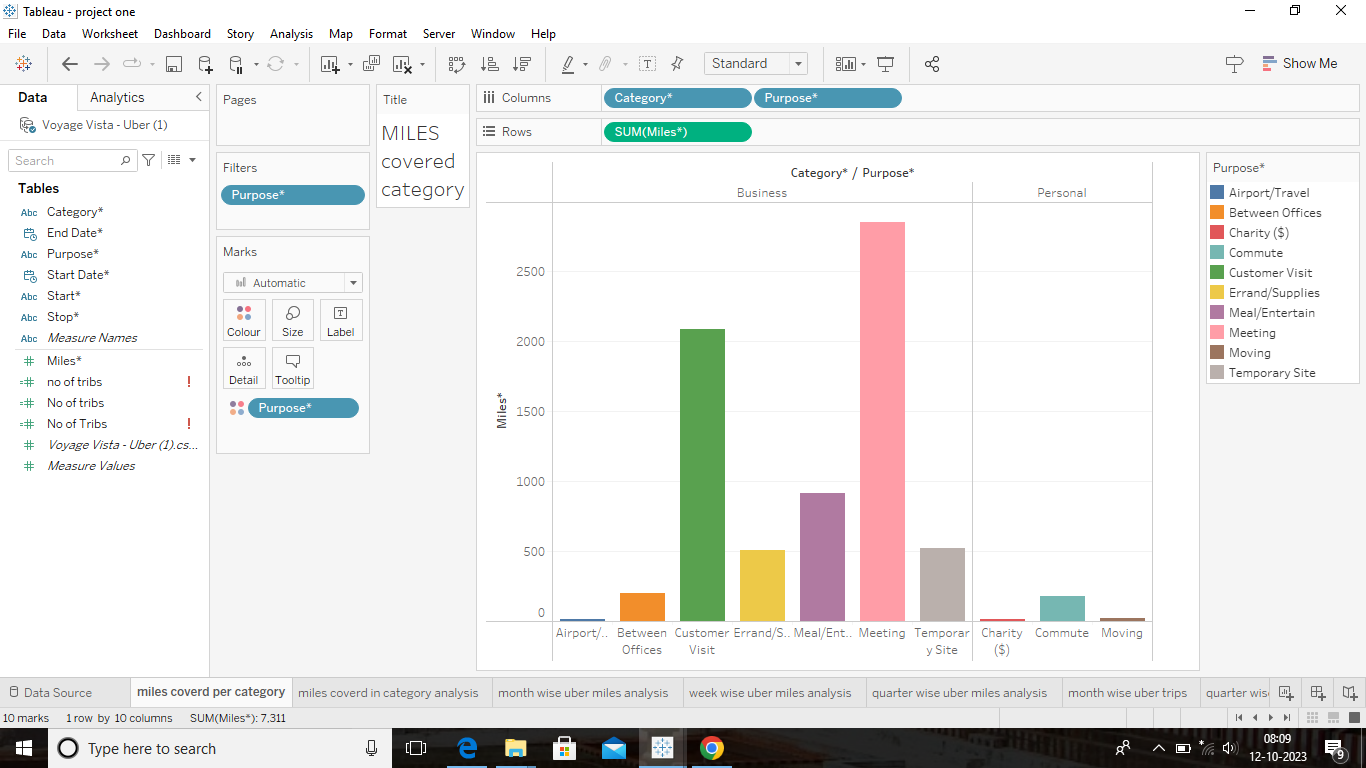 Tableau - project one
File Data Worksheet Dashboard Story Analysis Map Format Server Window Help
Standard
Show Me
Data Analytics
Voyage Vista - Uber (1)
Search
Tables
Abc Category*
End Date*
Abc Purpose*
Start Date*
Abc Start*
Abc Stop*
Abc Measure Names
# Miles*
=# no of tribs !
=# No of tribs
=# No of Tribs !
# Voyage Vista - Uber (1).cs...
# Measure Values
Pages
Filters
Purpose*
Marks
Automatic
Colour Size Label
Detail Tooltip
Purpose*
Title
MILES
covered
category
Columns Category* Purpose*
Rows SUM(Miles*)
Category* / Purpose*
Business Personal
Miles*
2500
2000
1500
1000
500
0
Airport/.. Between Offices Customer Visit Errand/S.. Meal/Ent.. Meeting Temporar y Site Charity ($) Commute Moving
Purpose*
Airport/Travel
Between Offices
Charity ($)
Commute
Customer Visit
Errand/Supplies
Meal/Entertain
Meeting
Moving
Temporary Site
Data Source miles coverd per category miles coverd in category analysis month wise uber miles analysis week wise uber miles analysis quarter wise uber miles analysis month wise uber trips quarter wis
10 marks 1 row by 10 columns SUM(Miles*): 7,311
Type here to search
08:09
12-10-2023
9